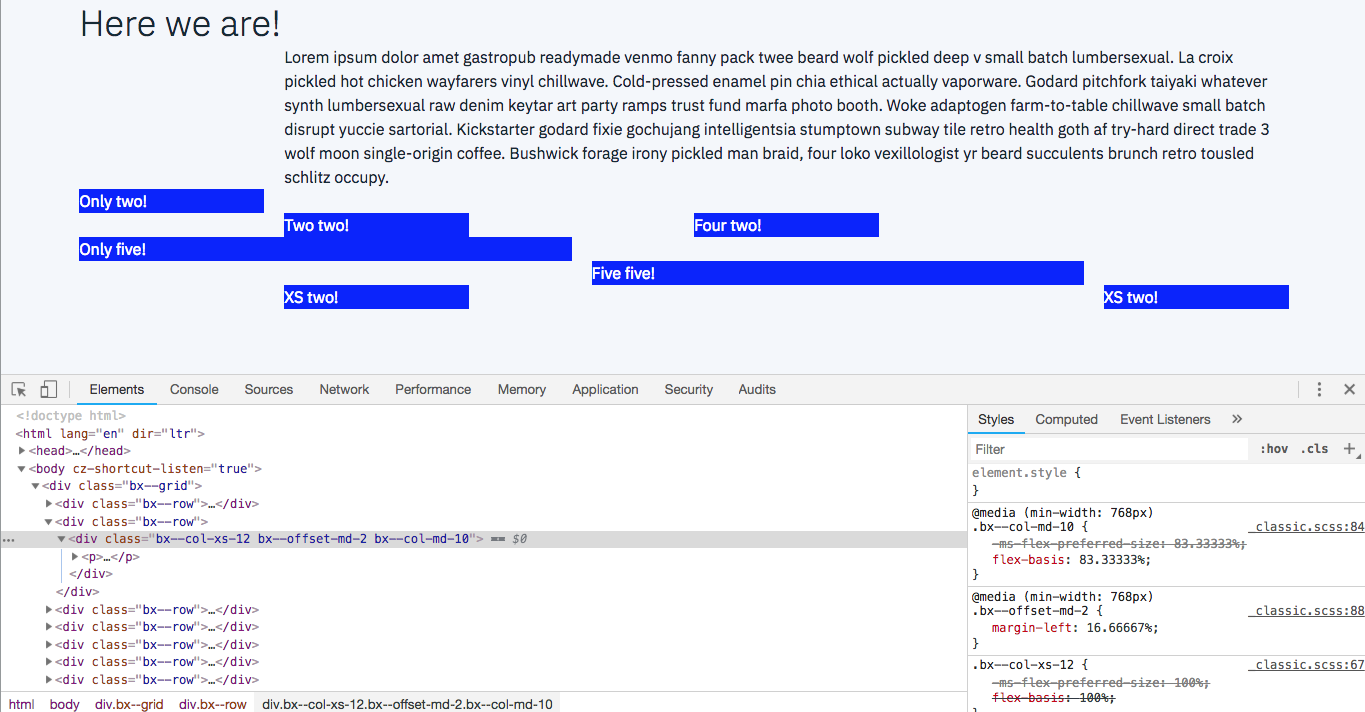 Here we are!
Lorem ipsum dolor amet gastropub readymade venmo fanny pack twee beard wolf pickled deep v small batch lumbersexual. La croix
pickled hot chicken wayfarers vinyl chillwave. Cold-pressed enamel pin chia ethical actually vaporware. Godard pitchfork taiyaki whatever
synth lumbersexual raw denim keytar art party ramps trust fund marfa photo booth. Woke adaptogen farm-to-table chillwave small batch
disrupt yuccie sartorial. Kickstarter godard fixie gochujang intelligentsia stumptown subway tile retro health goth af try-hard direct trade 3
wolf moon single-origin coffee. Bushwick forage irony pickled man braid, four loko vexillologist yr beard succulents brunch retro tousled
schlitz occupy.
Only two!
Two two! Four two!
Only five!
Five five!
XS two! XS two!
Elements Console Sources Network Performance Memory Application Security Audits
<!doctype html>
<html lang="en" dir="ltr">
<head>…</head>
<body cz-shortcut-listen="true">
<div class="bx--grid">
<div class="bx--row">…</div>
<div class="bx--row">
<div class="bx--col-xs-12 bx--offset-md-2 bx--col-md-10"> == $0
<p>…</p>
</div>
</div>
<div class="bx--row">…</div>
<div class="bx--row">…</div>
<div class="bx--row">…</div>
<div class="bx--row">…</div>
<div class="bx--row">…</div>
html body div.bx--grid div.bx--row div.bx--col-xs-12.bx--offset-md-2.bx--col-md-10
Styles Computed Event Listeners »
Filter :hov .cls +
element.style {
}
@media (min-width: 768px)
.bx--col-md-10 { _classic.scss:84
-ms-flex-preferred-size: 83.33333%;
flex-basis: 83.33333%;
}
@media (min-width: 768px)
.bx--offset-md-2 { _classic.scss:88
margin-left: 16.66667%;
}
.bx--col-xs-12 { _classic.scss:67
-ms-flex-preferred-size: 100%;
flex-basis: 100%;
}